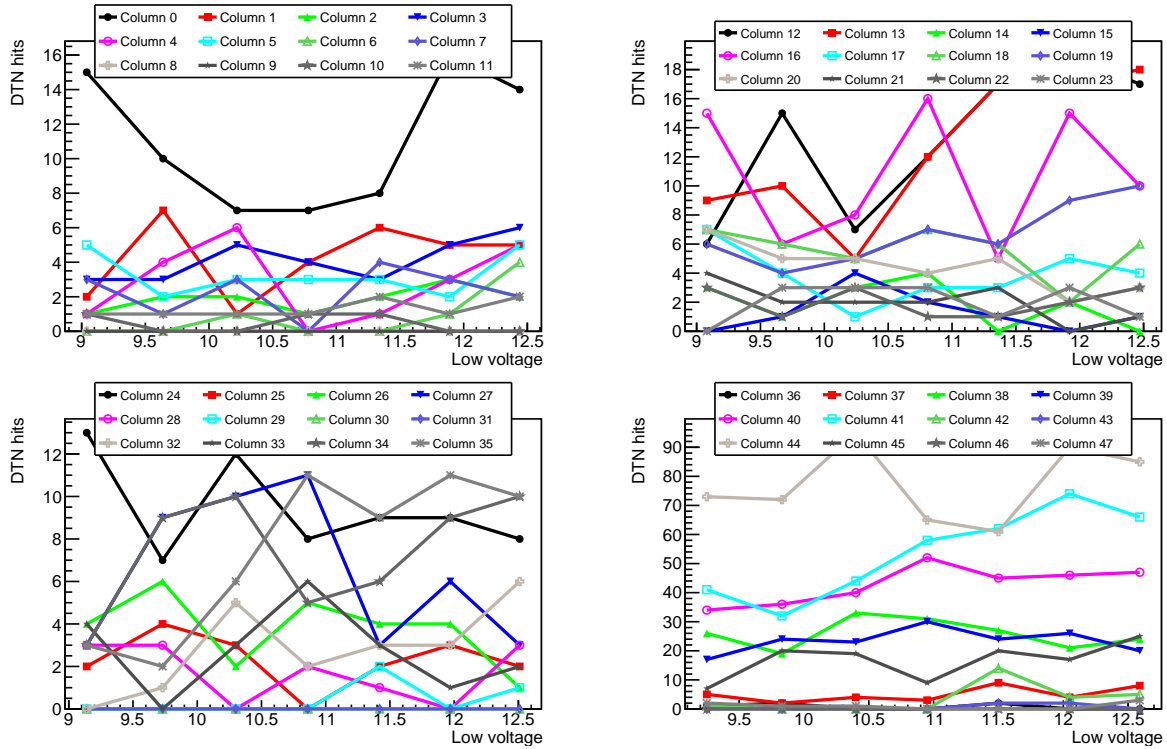 Column 0 Column 1 Column 2 Column 3
Column 4 Column 5 Column 6 Column 7
Column 8 Column 9 Column 10 Column 11
DTN hits
16
14
12
10
8
6
4
2
0
9 9.5 10 10.5 11 11.5 12 12.5
Low voltage
Column 12 Column 13 Column 14 Column 15
Column 16 Column 17 Column 18 Column 19
Column 20 Column 21 Column 22 Column 23
DTN hits
18
16
14
12
10
8
6
4
2
0
9 9.5 10 10.5 11 11.5 12 12.5
Low voltage
Column 24 Column 25 Column 26 Column 27
Column 28 Column 29 Column 30 Column 31
Column 32 Column 33 Column 34 Column 35
DTN hits
12
10
8
6
4
2
0
9 9.5 10 10.5 11 11.5 12 12.5
Low voltage
Column 36 Column 37 Column 38 Column 39
Column 40 Column 41 Column 42 Column 43
Column 44 Column 45 Column 46 Column 47
DTN hits
90
80
70
60
50
40
30
20
10
0
9.5 10 10.5 11 11.5 12 12.5
Low voltage